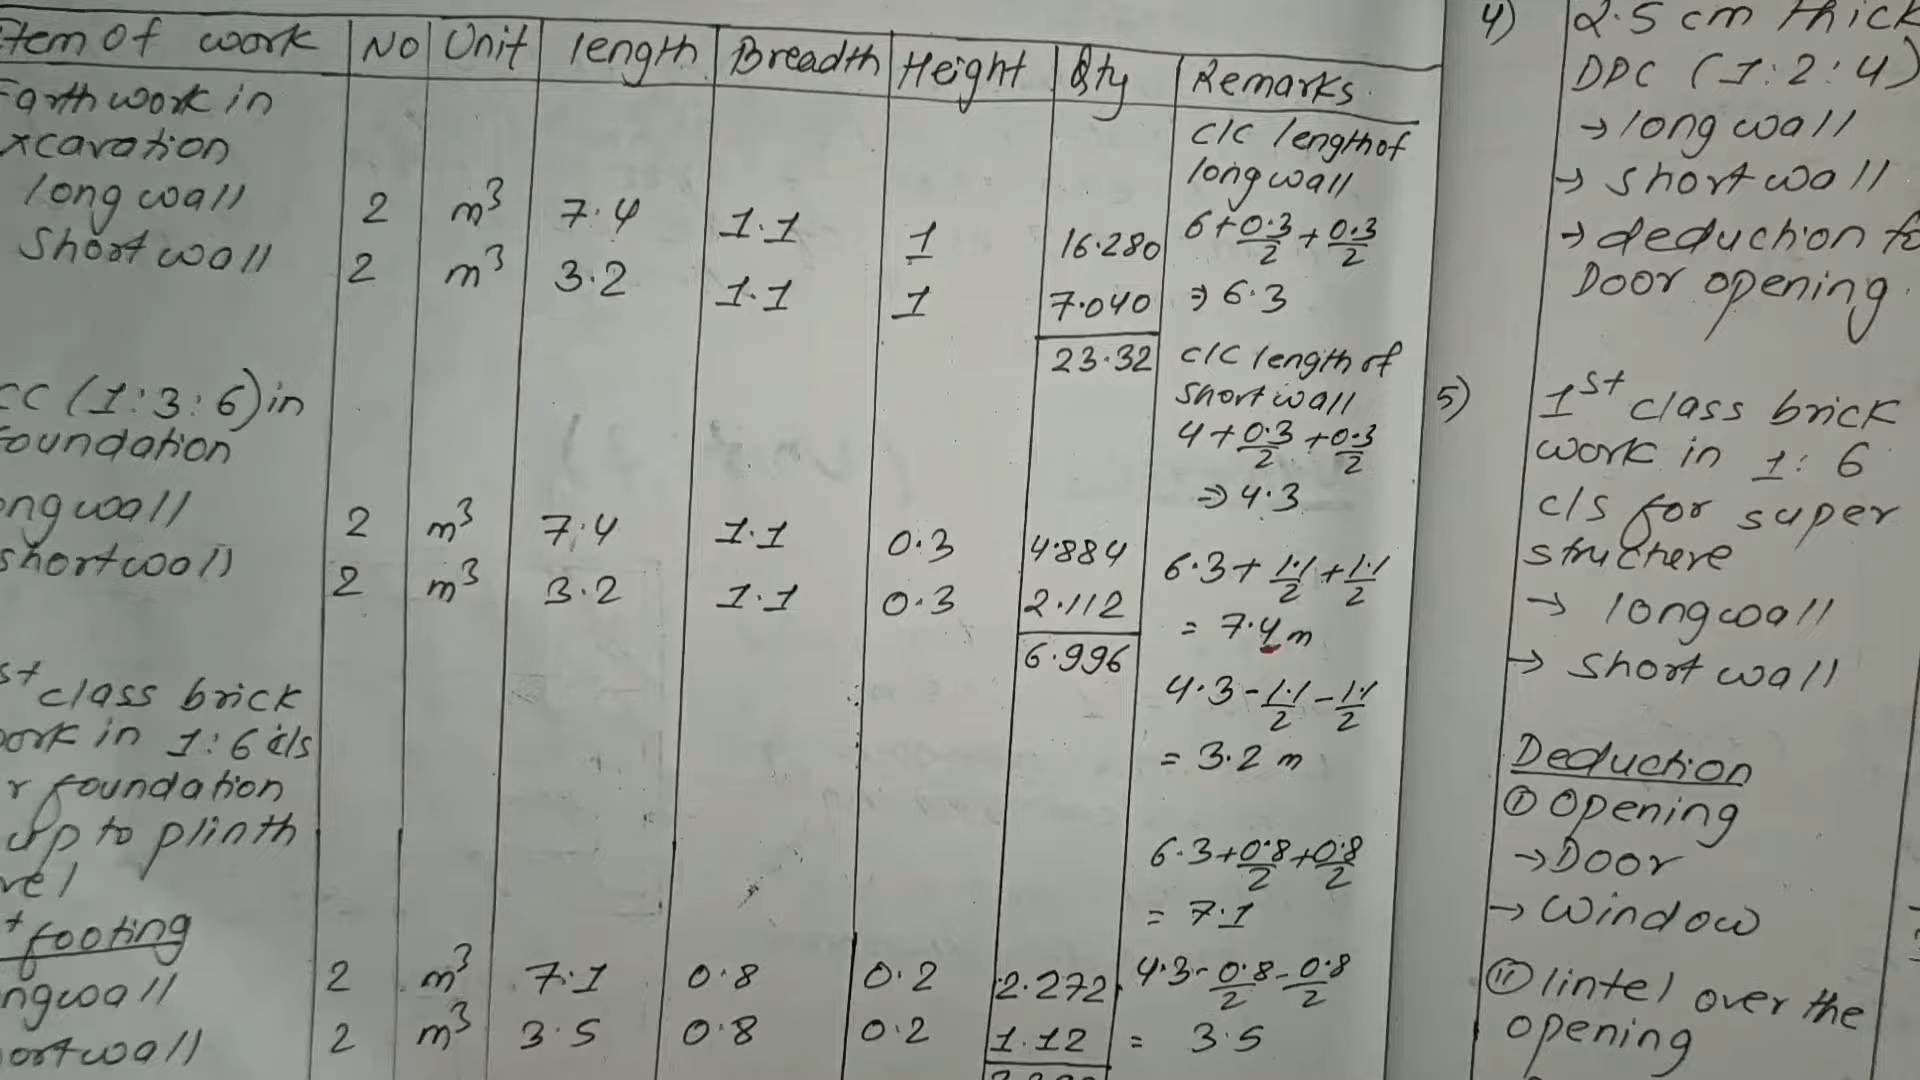 Item Of work | No | Unit | length | Breadth | Height | Qty | Remarks
Earth work in
excavation
long wall 2 m³ 7.4 1.1 1 16.280
Short wall 2 m³ 3.2 1.1 1 7.040
23.32
c/c length of
long wall
6+0.3/2+0.3/2
⇒ 6.3
c/c length of
short wall
4+0.3/2+0.3/2
⇒ 4.3
CC (1:3:6) in
foundation
long wall 2 m³ 7.4 1.1 0.3 4.884
short wall 2 m³ 3.2 1.1 0.3 2.112
6.996
6.3+1.1/2+1.1/2
= 7.4 m
4.3-1.1/2-1.1/2
= 3.2 m
1st class brick
work in 1:6 c/s
r foundation
up to plinth
level
footing
long wall 2 m³ 7.1 0.8 0.2 2.272
short wall 2 m³ 3.5 0.8 0.2 1.12
6.3+0.8/2+0.8/2
= 7.1
4.3-0.8/2-0.8/2
= 3.5
4) 2.5 cm thick
DPC (1:2:4)
→ long wall
→ short wall
→ deduction fo
Door opening.
5) 1st class brick
work in 1:6
c/s for super
structere
→ long wall
→ short wall
Deduction
① Opening
→ Door
→ Window
② lintel over the
opening